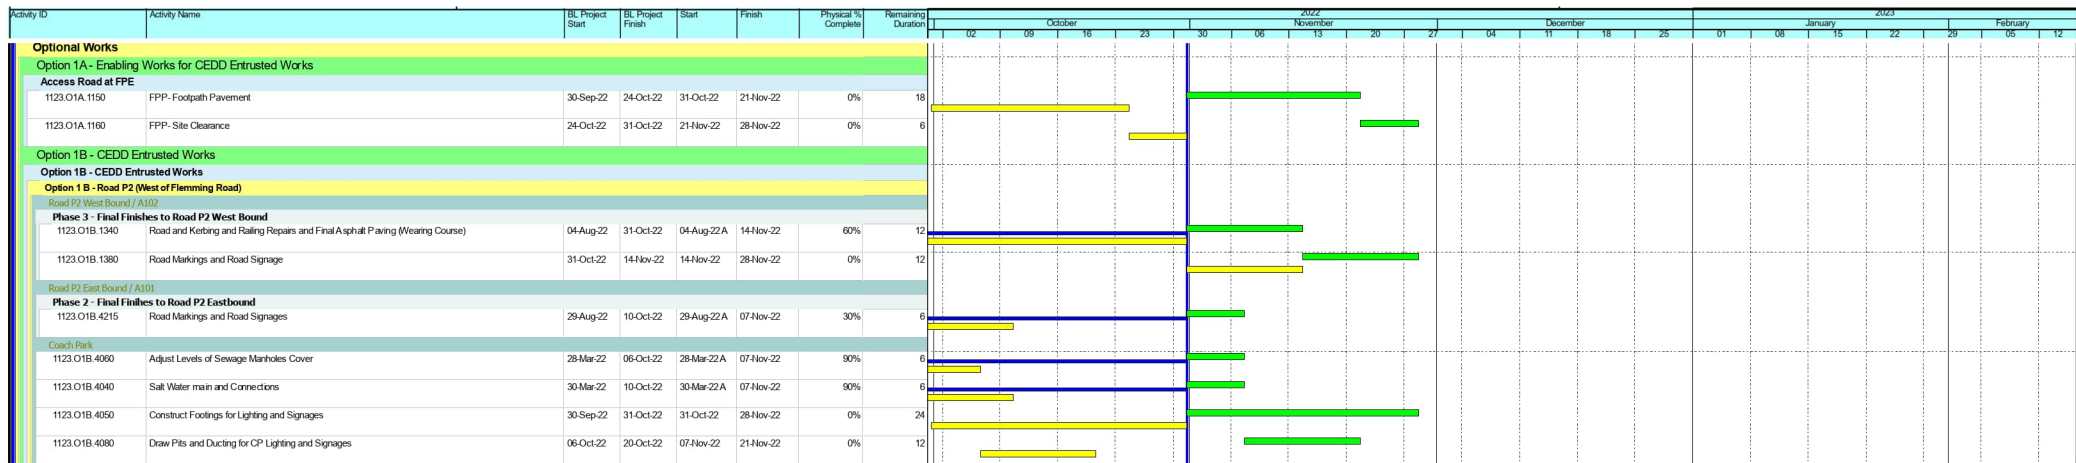 Activity ID Activity Name BL Project Start BL Project Finish Start Finish Physical % Complete Remaining Duration
2022 2023
October November December January February
02 09 16 23 30 06 13 20 27 04 11 18 25 01 08 15 22 29 05 12
Optional Works
Option 1A - Enabling Works for CEDD Entrusted Works
Access Road at FPE
1123.O1A.1150 FPP- Footpath Pavement 30-Sep-22 24-Oct-22 31-Oct-22 21-Nov-22 0% 18
1123.O1A.1160 FPP- Site Clearance 24-Oct-22 31-Oct-22 21-Nov-22 28-Nov-22 0% 6
Option 1B - CEDD Entrusted Works
Option 1B - CEDD Entrusted Works
Option 1 B - Road P2 (West of Flemming Road)
Road P2 West Bound / A102
Phase 3 - Final Finishes to Road P2 West Bound
1123.O1B.1340 Road and Kerbing and Railing Repairs and Final Asphalt Paving (Wearing Course) 04-Aug-22 31-Oct-22 04-Aug-22 A 14-Nov-22 60% 12
1123.O1B.1380 Road Markings and Road Signage 31-Oct-22 14-Nov-22 14-Nov-22 28-Nov-22 0% 12
Road P2 East Bound / A101
Phase 2 - Final Finihes to Road P2 Eastbound
1123.O1B.4215 Road Markings and Road Signages 29-Aug-22 10-Oct-22 29-Aug-22 A 07-Nov-22 30% 6
Coach Park
1123.O1B.4060 Adjust Levels of Sewage Manholes Cover 28-Mar-22 06-Oct-22 28-Mar-22 A 07-Nov-22 90% 6
1123.O1B.4040 Salt Water main and Connections 30-Mar-22 10-Oct-22 30-Mar-22 A 07-Nov-22 90% 6
1123.O1B.4050 Construct Footings for Lighting and Signages 30-Sep-22 31-Oct-22 31-Oct-22 28-Nov-22 0% 24
1123.O1B.4080 Draw Pits and Ducting for CP Lighting and Signages 06-Oct-22 20-Oct-22 07-Nov-22 21-Nov-22 0% 12